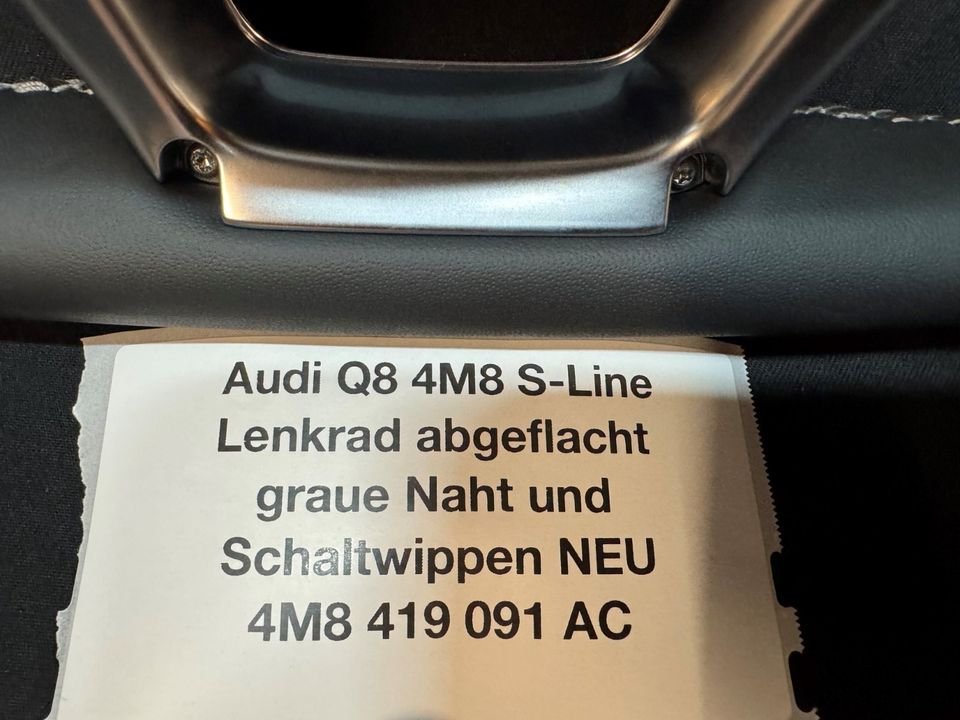 Audi Q8 4M8 S-Line
Lenkrad abgeflacht
graue Naht und
Schaltwippen NEU
4M8 419 091 AC